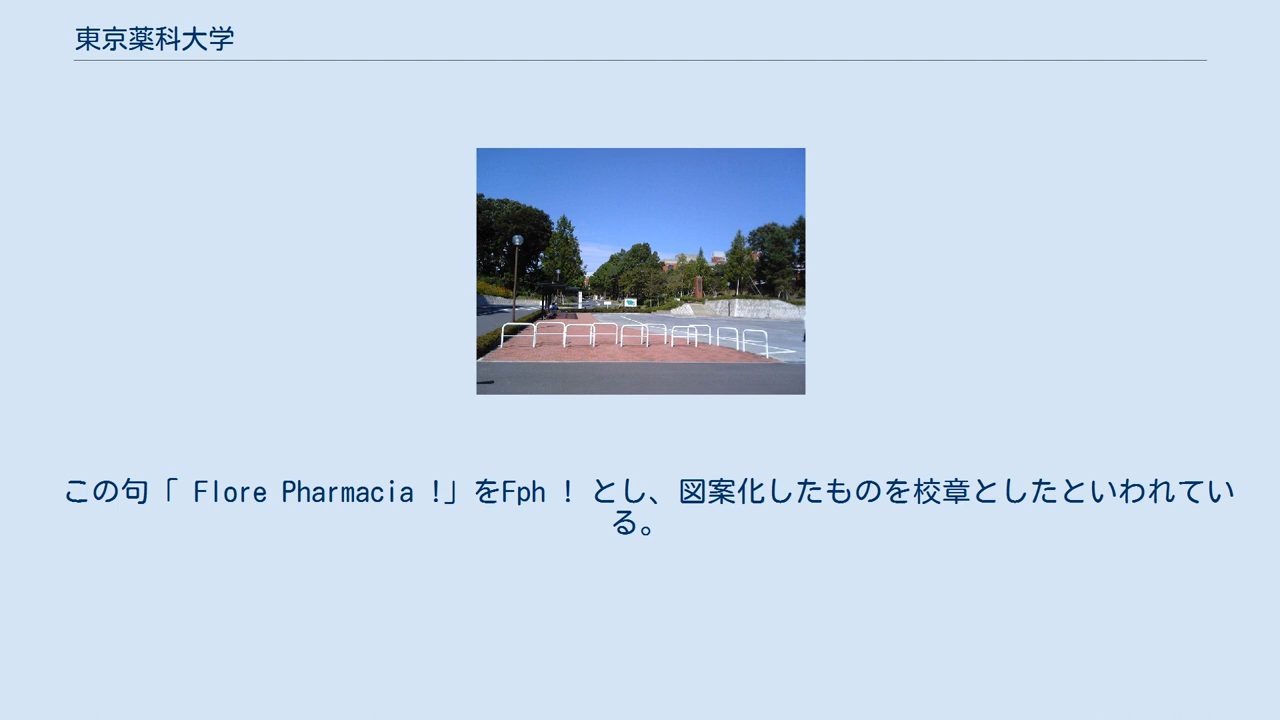 東京薬科大学
この句「 Flore Pharmacia !」をFph ! とし、図案化したものを校章としたといわれてい
る。